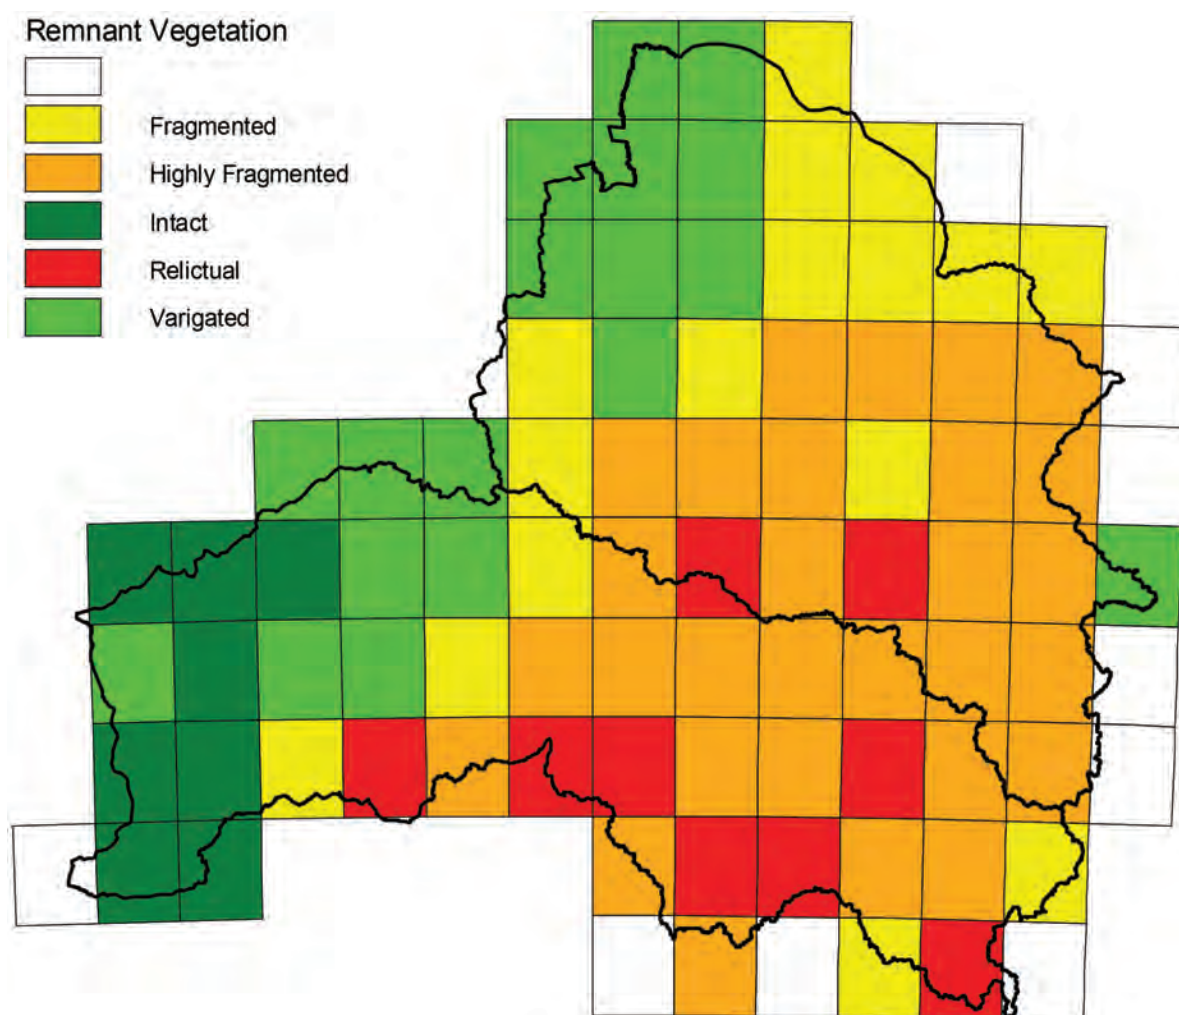 Remnant Vegetation
Fragmented
Highly Fragmented
Intact
Relictual
Varigated